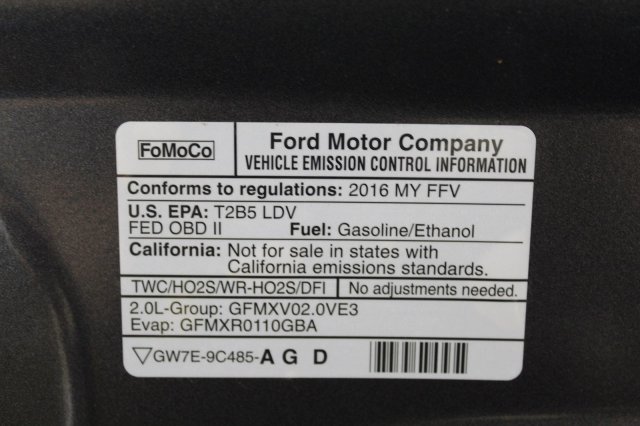 FoMoCo
Ford Motor Company
VEHICLE EMISSION CONTROL INFORMATION
Conforms to regulations: 2016 MY FFV
U.S. EPA: T2B5 LDV
FED OBD II Fuel: Gasoline/Ethanol
California: Not for sale in states with
California emissions standards.
TWC/HO2S/WR-HO2S/DFI No adjustments needed.
2.0L-Group: GFMXV02.0VE3
Evap: GFMXR0110GBA
▽GW7E-9C485-A G D